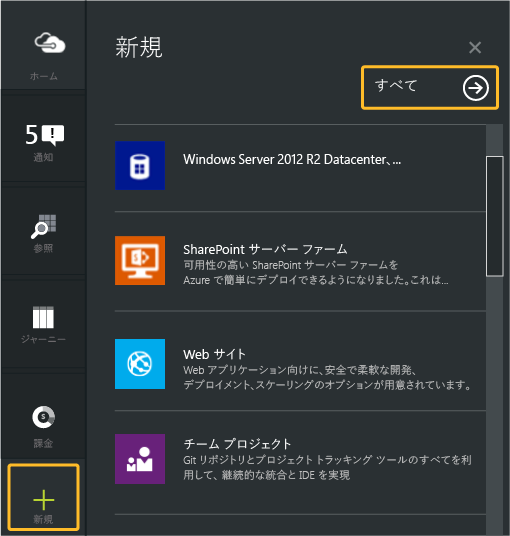 ホーム
5
通知
参照
ジャーニー
課金
新規
新規
すべて
Windows Server 2012 R2 Datacenter、...
SharePoint サーバー ファーム
可用性の高い SharePoint サーバー ファームを
Azure で簡単にデプロイできるようになりました。これは...
Web サイト
Web アプリケーション向けに、安全で柔軟な開発、
デプロイメント、スケーリングのオプションが用意されています。
チーム プロジェクト
Git リポジトリとプロジェクト トラッキング ツールのすべてを利
用して、継続的な統合と IDE を実現